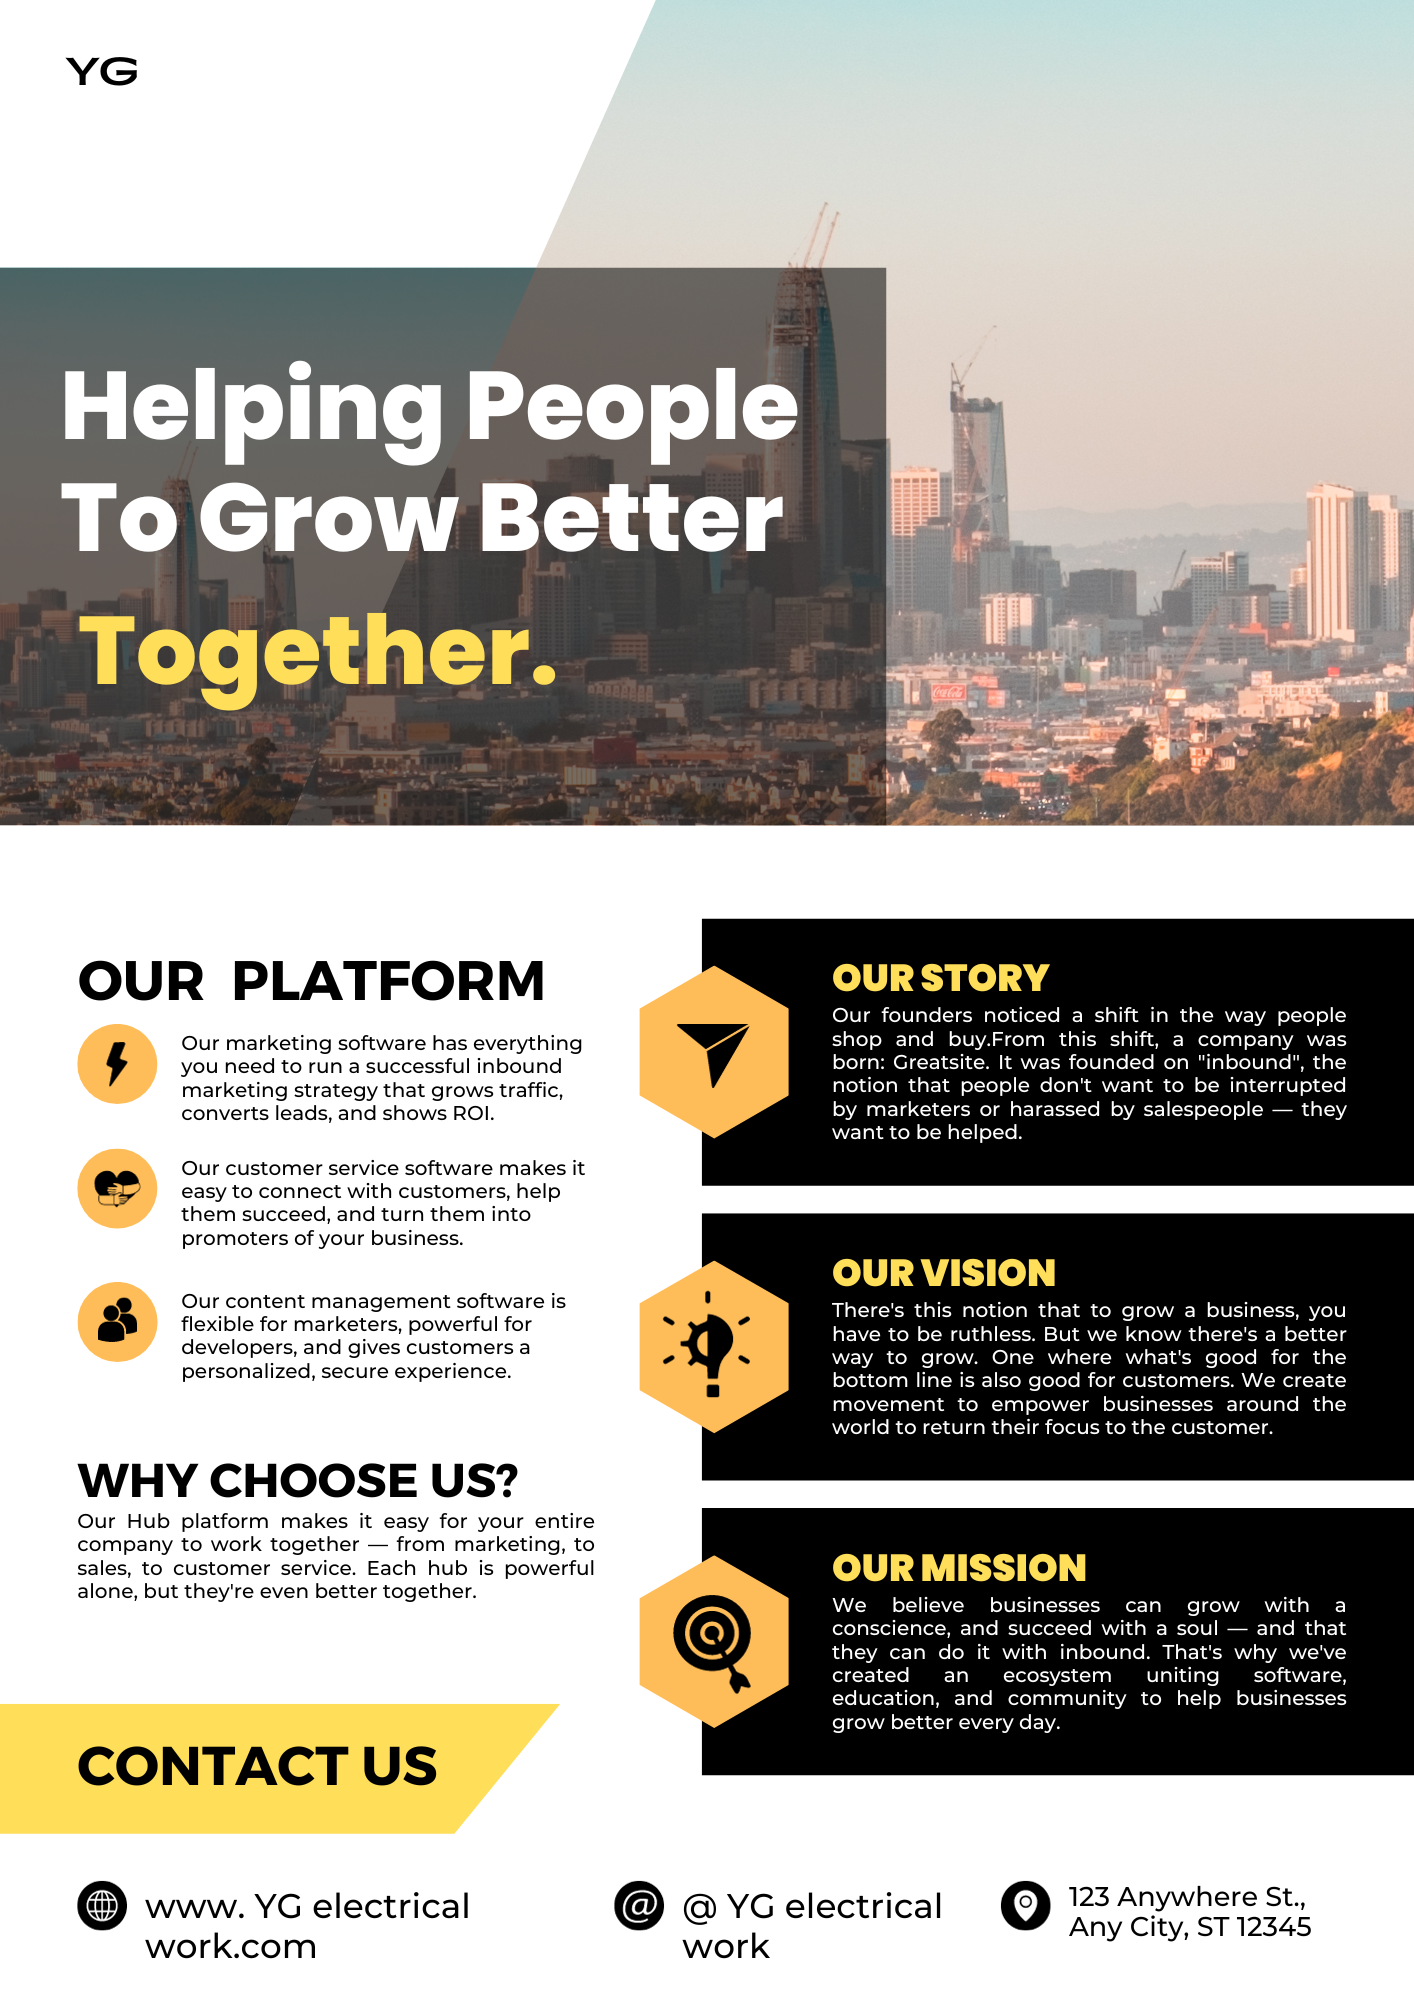 YG
Helping People
To Grow Better
Together.
OUR PLATFORM
Our marketing software has everything
you need to run a successful inbound
marketing strategy that grows traffic,
converts leads, and shows ROI.
Our customer service software makes it
easy to connect with customers, help
them succeed, and turn them into
promoters of your business.
Our content management software is
flexible for marketers, powerful for
developers, and gives customers a
personalized, secure experience.
WHY CHOOSE US?
Our Hub platform makes it easy for your entire
company to work together — from marketing, to
sales, to customer service. Each hub is powerful
alone, but they're even better together.
OUR STORY
Our founders noticed a shift in the way people
shop and buy.From this shift, a company was
born: Greatsite. It was founded on "inbound", the
notion that people don't want to be interrupted
by marketers or harassed by salespeople — they
want to be helped.
OUR VISION
There's this notion that to grow a business, you
have to be ruthless. But we know there's a better
way to grow. One where what's good for the
bottom line is also good for customers. We create
movement to empower businesses around the
world to return their focus to the customer.
OUR MISSION
We believe businesses can grow with a
conscience, and succeed with a soul — and that
they can do it with inbound. That's why we've
created an ecosystem uniting software,
education, and community to help businesses
grow better every day.
CONTACT US
www. YG electrical
work.com
@ YG electrical
work
123 Anywhere St.,
Any City, ST 12345
Coca-Cola